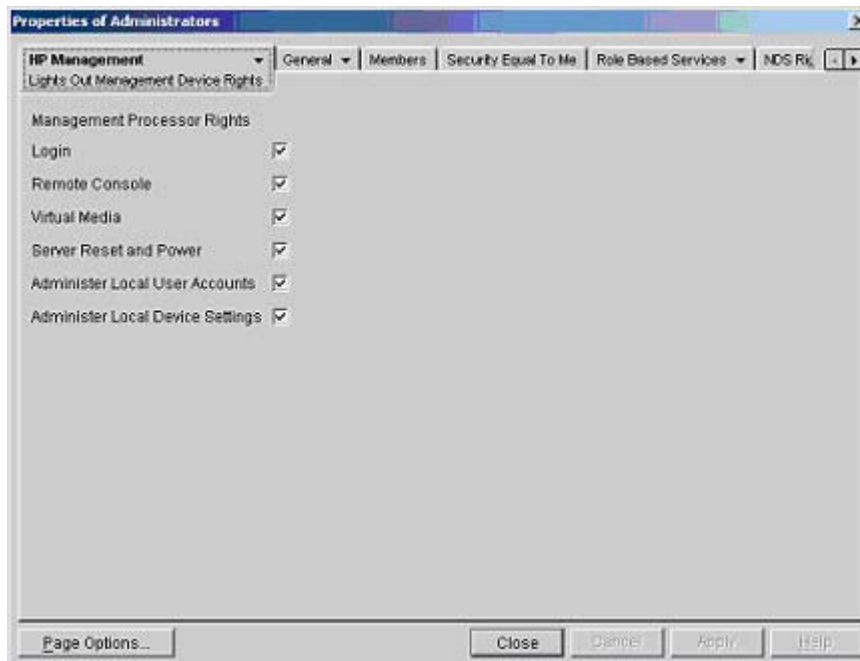 Properties of Administrators
HP Management
General
Members
Security Equal To Me
Role Based Services
NDS Rig
Lights Out Management Device Rights
Management Processor Rights
Login
Remote Console
Virtual Media
Server Reset and Power
Administer Local User Accounts
Administer Local Device Settings
Page Options...
Close
Cancel
Apply
Help